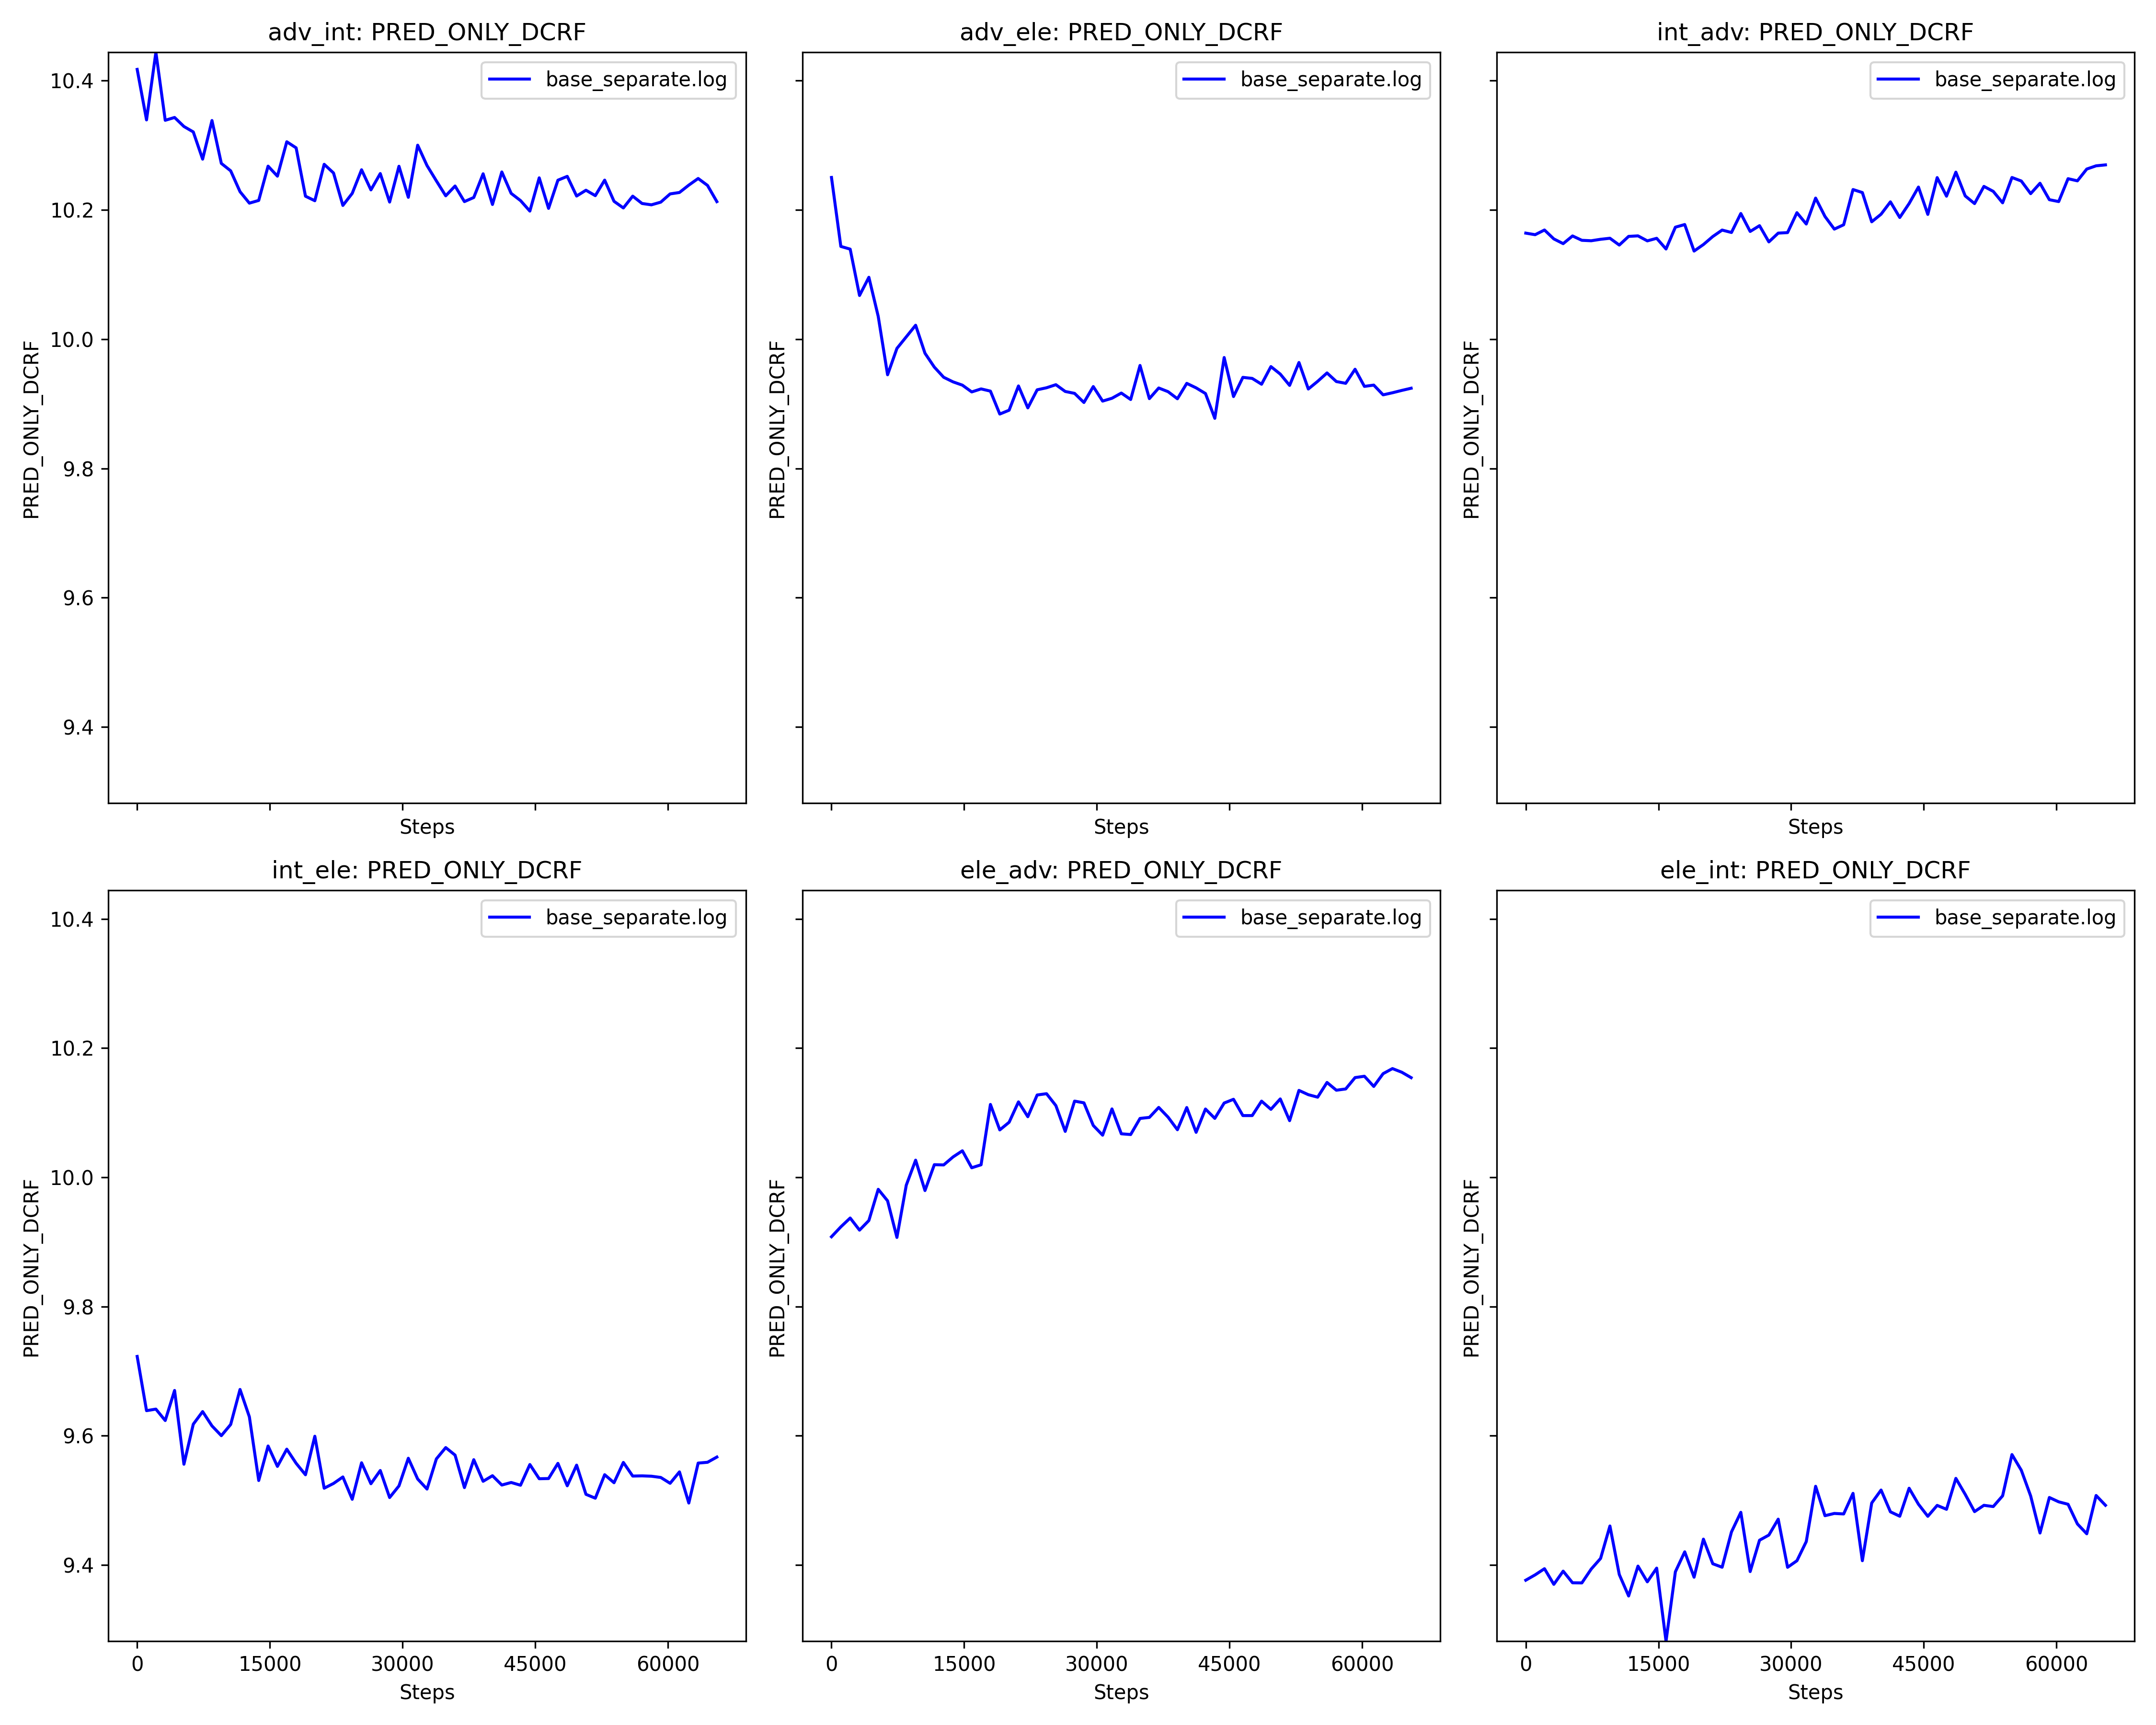 adv_int: PRED_ONLY_DCRF
PRED_ONLY_DCRF
10.4
10.2
10.0
9.8
9.6
9.4
base_separate.log
Steps
adv_ele: PRED_ONLY_DCRF
PRED_ONLY_DCRF
base_separate.log
Steps
int_adv: PRED_ONLY_DCRF
PRED_ONLY_DCRF
base_separate.log
Steps
int_ele: PRED_ONLY_DCRF
PRED_ONLY_DCRF
10.4
10.2
10.0
9.8
9.6
9.4
base_separate.log
0 15000 30000 45000 60000
Steps
ele_adv: PRED_ONLY_DCRF
PRED_ONLY_DCRF
base_separate.log
0 15000 30000 45000 60000
Steps
ele_int: PRED_ONLY_DCRF
PRED_ONLY_DCRF
base_separate.log
0 15000 30000 45000 60000
Steps